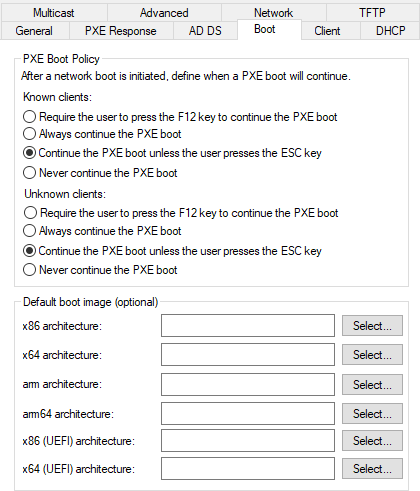 Multicast Advanced Network TFTP
General PXE Response AD DS Boot Client DHCP
PXE Boot Policy
After a network boot is initiated, define when a PXE boot will continue.
Known clients:
Require the user to press the F12 key to continue the PXE boot
Always continue the PXE boot
Continue the PXE boot unless the user presses the ESC key
Never continue the PXE boot
Unknown clients:
Require the user to press the F12 key to continue the PXE boot
Always continue the PXE boot
Continue the PXE boot unless the user presses the ESC key
Never continue the PXE boot
Default boot image (optional)
x86 architecture: Select...
x64 architecture: Select...
arm architecture: Select...
arm64 architecture: Select...
x86 (UEFI) architecture: Select...
x64 (UEFI) architecture: Select...